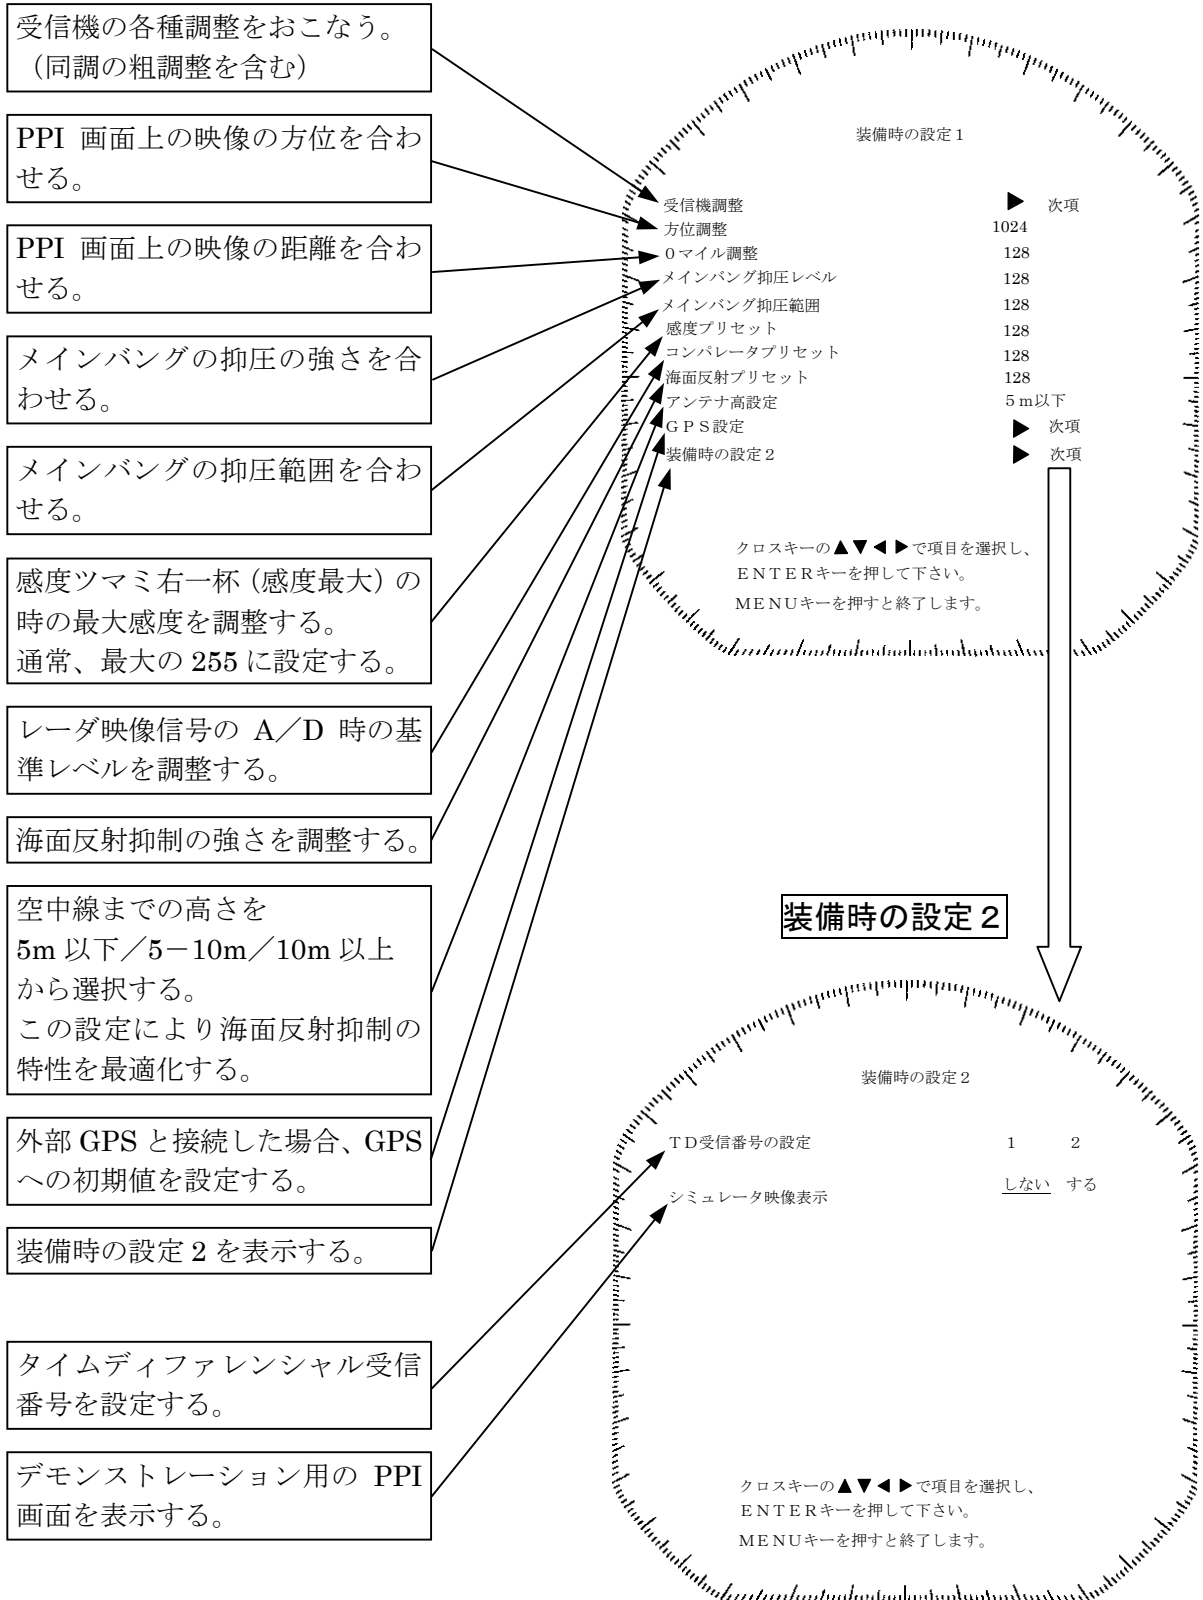 受信機の各種調整をおこなう。
（同調の粗調整を含む）
PPI 画面上の映像の方位を合わ
せる。
PPI 画面上の映像の距離を合わ
せる。
メインバングの抑圧の強さを合
わせる。
メインバングの抑圧範囲を合わ
せる。
感度ツマミ右一杯（感度最大）の
時の最大感度を調整する。
通常、最大の 255 に設定する。
レーダ映像信号の A／D 時の基
準レベルを調整する。
海面反射抑制の強さを調整する。
空中線までの高さを
5m 以下／5－10m／10m 以上
から選択する。
この設定により海面反射抑制の
特性を最適化する。
外部 GPS と接続した場合、GPS
への初期値を設定する。
装備時の設定 2 を表示する。
タイムディファレンシャル受信
番号を設定する。
デモンストレーション用の PPI
画面を表示する。
装備時の設定１
受信機調整 ▶ 次項
方位調整 1024
０マイル調整 128
メインバング抑圧レベル 128
メインバング抑圧範囲 128
感度プリセット 128
コンパレータプリセット 128
海面反射プリセット 128
アンテナ高設定 ５ｍ以下
ＧＰＳ設定 ▶ 次項
装備時の設定２ ▶ 次項
クロスキーの▲▼◀▶で項目を選択し、
ＥＮＴＥＲキーを押して下さい。
ＭＥＮＵキーを押すと終了します。
装備時の設定２
装備時の設定２
ＴＤ受信番号の設定 1 2
シミュレータ映像表示 しない する
クロスキーの▲▼◀▶で項目を選択し、
ＥＮＴＥＲキーを押して下さい。
ＭＥＮＵキーを押すと終了します。